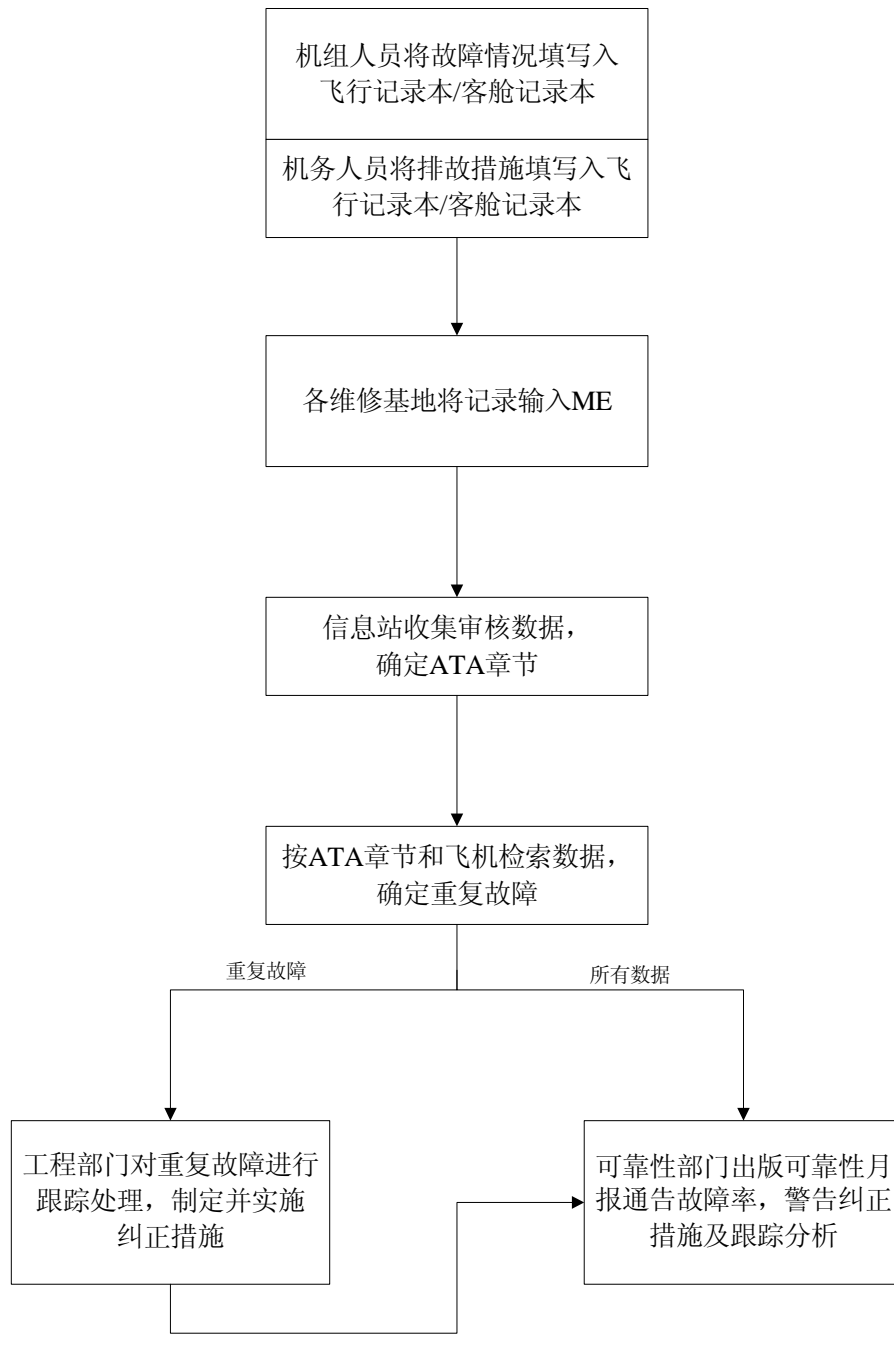 机组人员将故障情况填写入
飞行记录本/客舱记录本
机务人员将排故措施填写入飞
行记录本/客舱记录本
各维修基地将记录输入ME
信息站收集审核数据，
确定ATA章节
按ATA章节和飞机检索数据，
确定重复故障
重复故障
所有数据
工程部门对重复故障进行
跟踪处理，制定并实施
纠正措施
可靠性部门出版可靠性月
报通告故障率，警告纠正
措施及跟踪分析